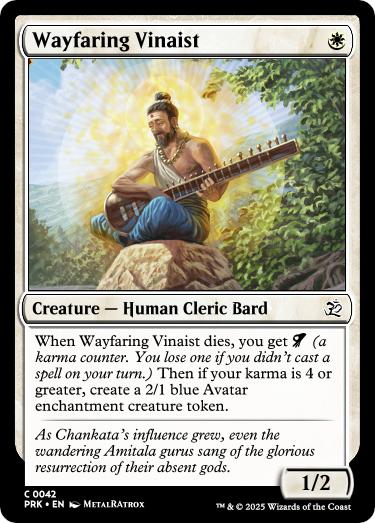 Wayfaring Vinaist
Creature — Human Cleric Bard
When Wayfaring Vinaist dies, you get (a
karma counter. You lose one if you didn't cast a
spell on your turn.) Then if your karma is 4 or
greater, create a 2/1 blue Avatar
enchantment creature token.
As Chankata's influence grew, even the
wandering Amitala gurus sang of the glorious
resurrection of their absent gods.
1/2
C 0042
PRK • EN MetalRatrox
™ & © 2025 Wizards of the Coast